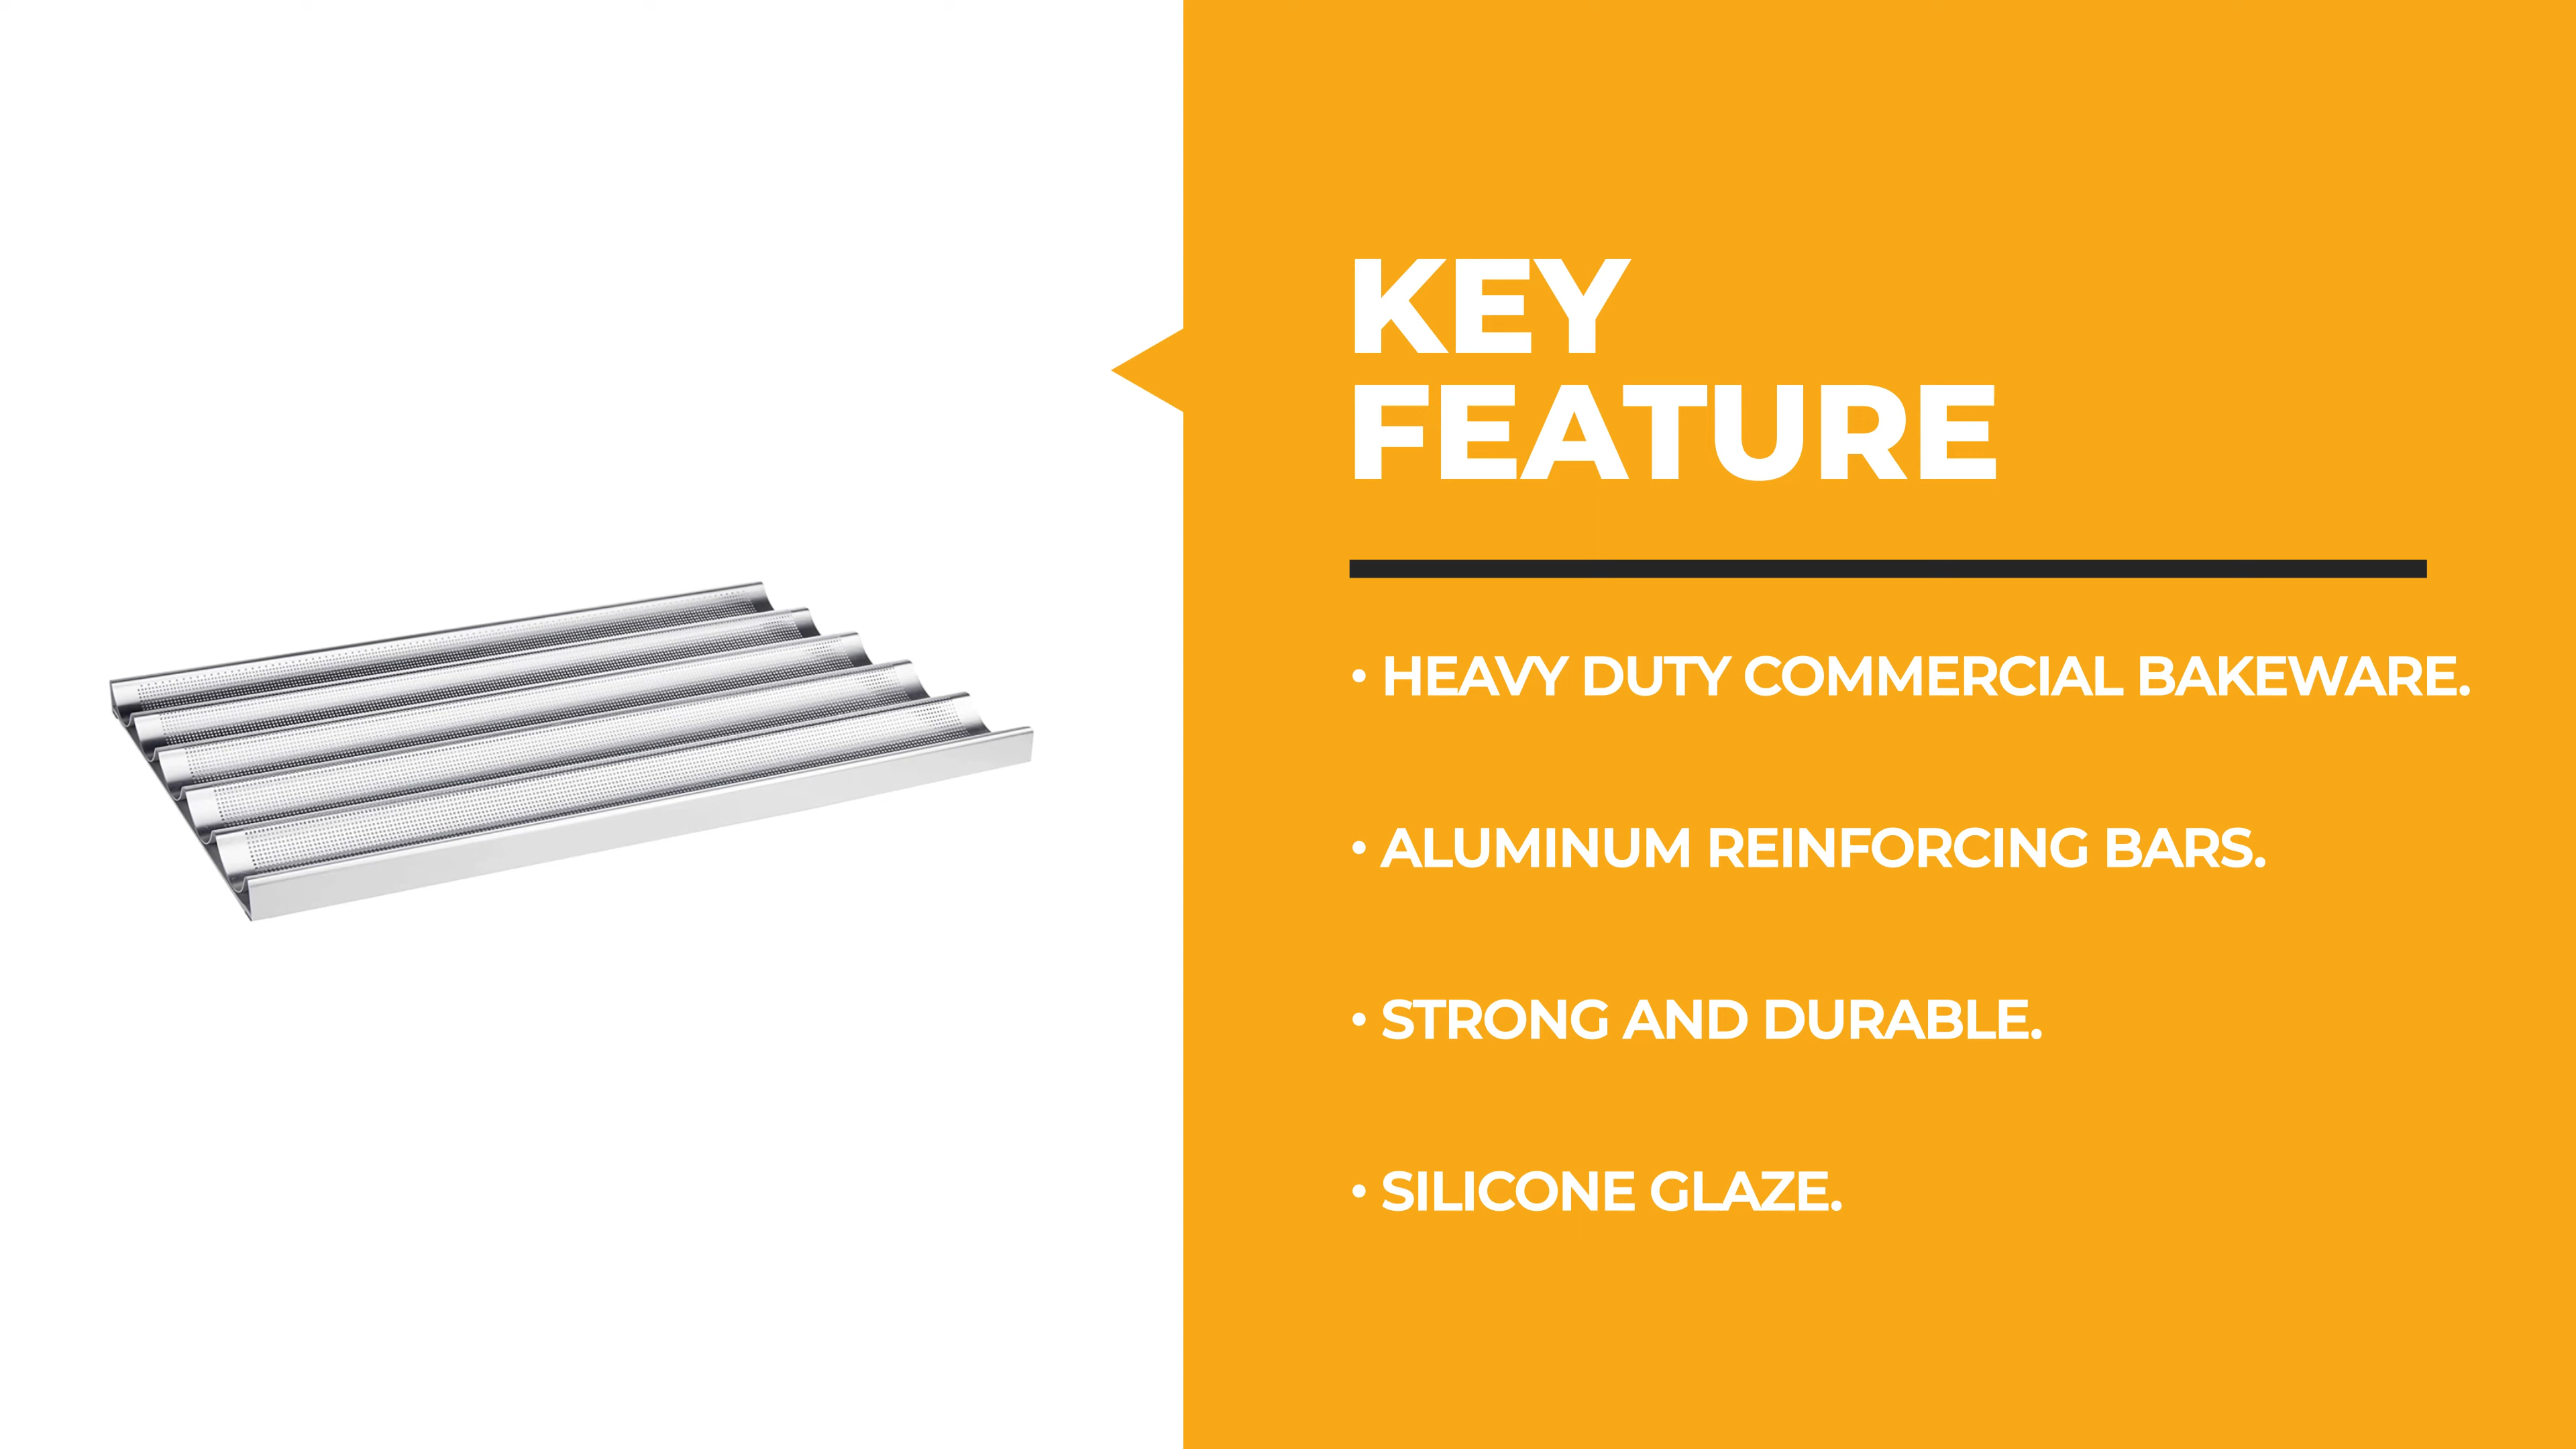 KEY
FEATURE
• HEAVY DUTY COMMERCIAL BAKEWARE.
• ALUMINUM REINFORCING BARS.
• STRONG AND DURABLE.
• SILICONE GLAZE.